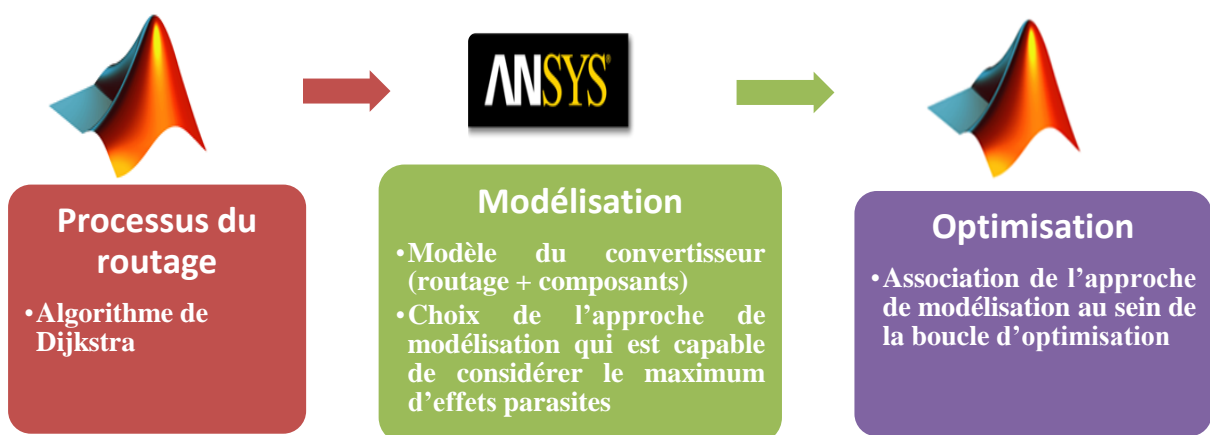 ANSYS®
Processus du
routage
•Algorithme de
Dijkstra
Modélisation
•Modèle du convertisseur
(routage + composants)
•Choix de l’approche de
modélisation qui est capable
de considérer le maximum
d’effets parasites
Optimisation
•Association de l’approche
de modélisation au sein de
la boucle d’optimisation